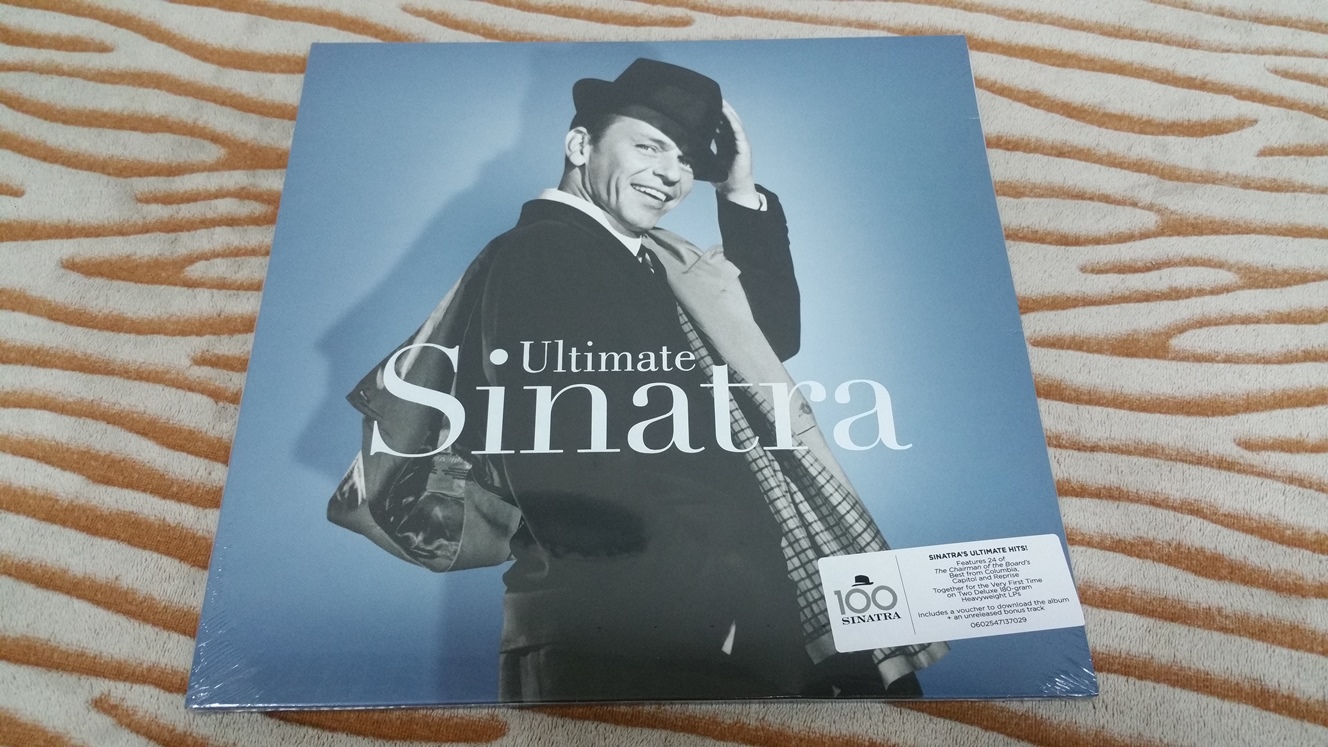 Ultimate
Sinatra
100
SINATRA
SINATRA'S ULTIMATE HITS!
Features 24 of
The Chairman of the Board's
Best from Columbia,
Capitol and Reprise
Together for the Very First Time
on Two Deluxe 180-gram
Heavyweight LPs
Includes a voucher to download the album
+ an unreleased bonus track
0602547137029